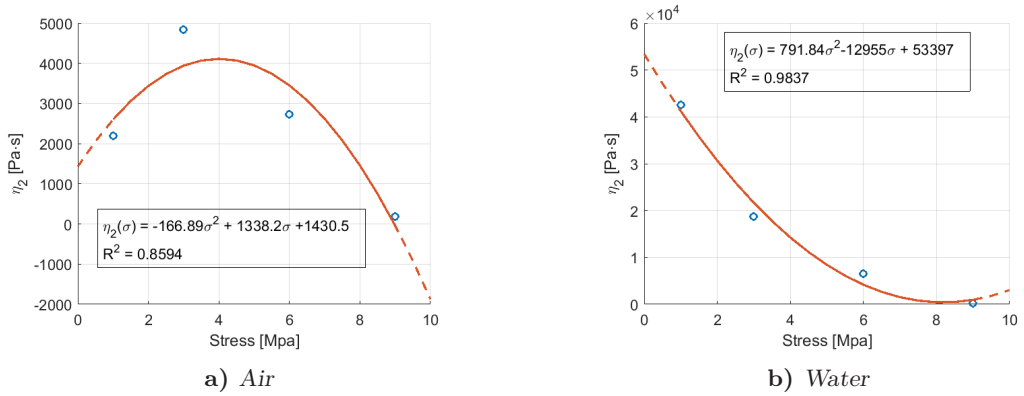 5000
4000
3000
2000
1000
0
-1000
-2000
η₂ [Pa·s]
η₂(σ) = -166.89σ² + 1338.2σ +1430.5
R² = 0.8594
0 2 4 6 8 10
Stress [Mpa]
a) Air
×10⁴
6
5
4
3
2
1
0
η₂ [Pa·s]
η₂(σ) = 791.84σ²-12955σ + 53397
R² = 0.9837
0 2 4 6 8 10
Stress [Mpa]
b) Water